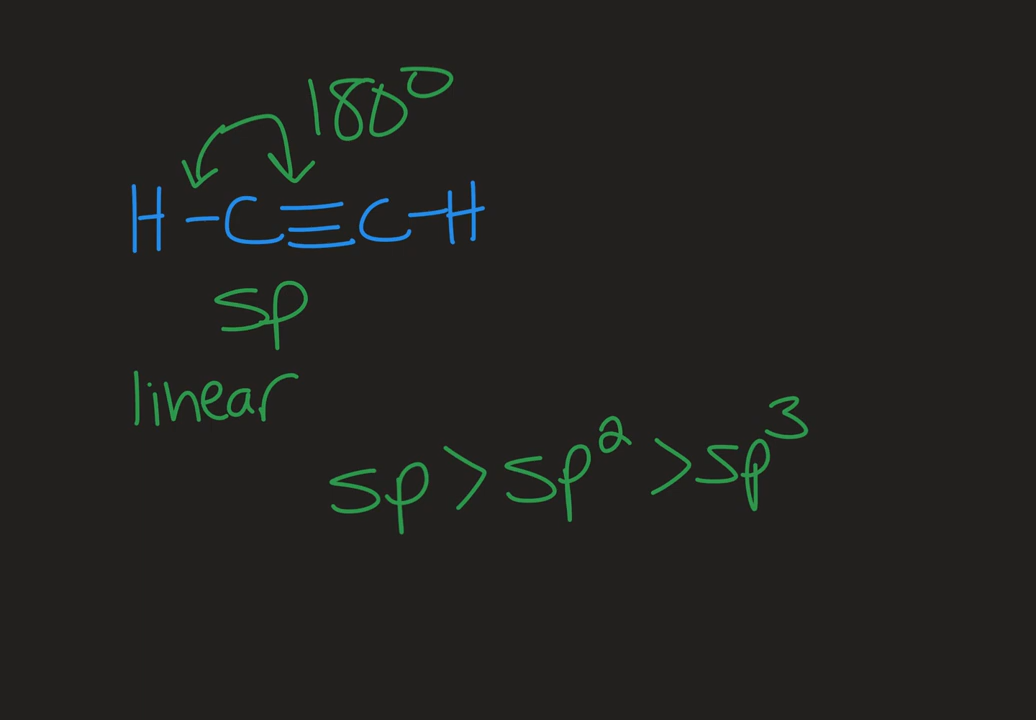 180°
H-C≡C-H
sp
linear
sp > sp² > sp³